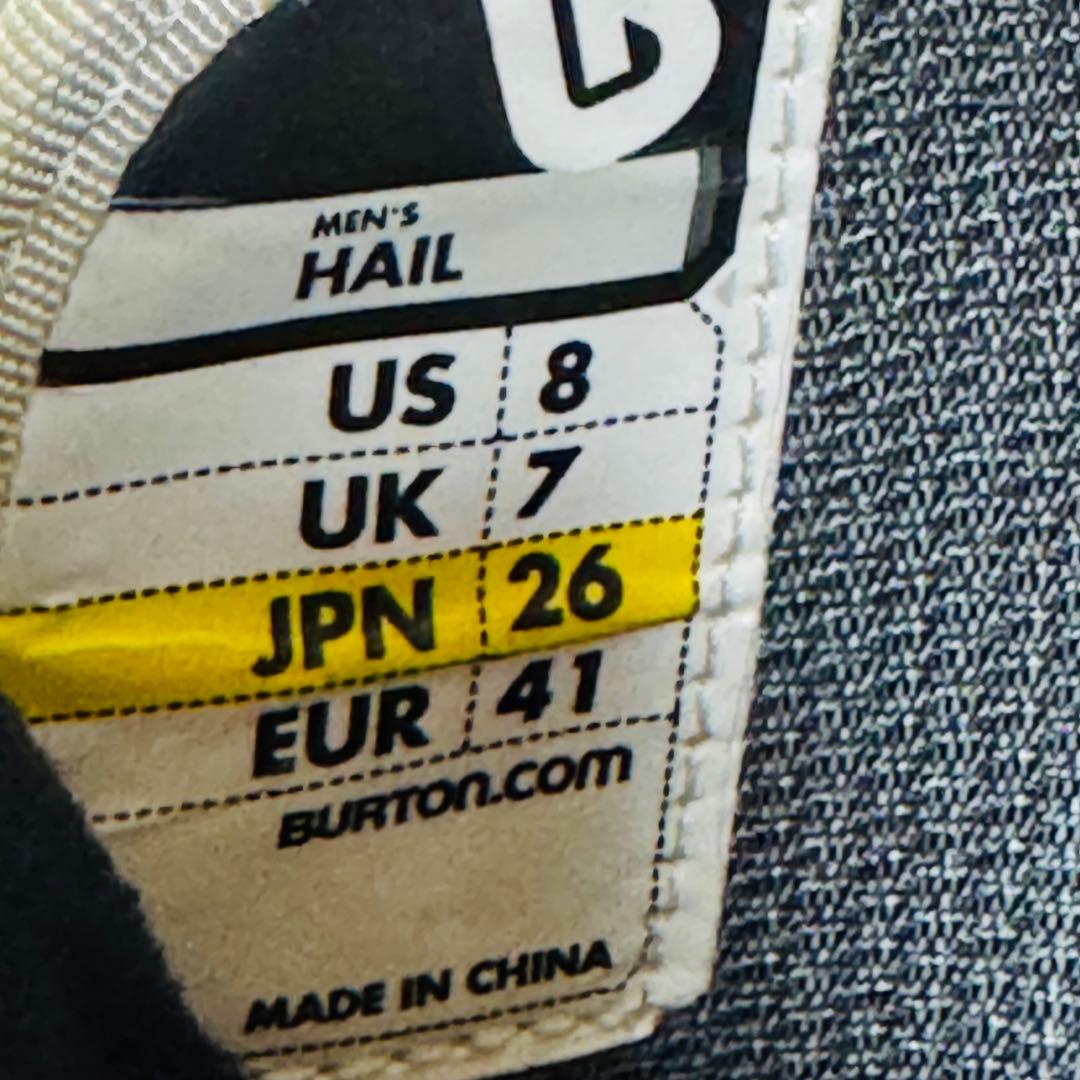 MEN'S
HAIL
US 8
UK 7
JPN 26
EUR 41
BURTON.COM
MADE IN CHINA